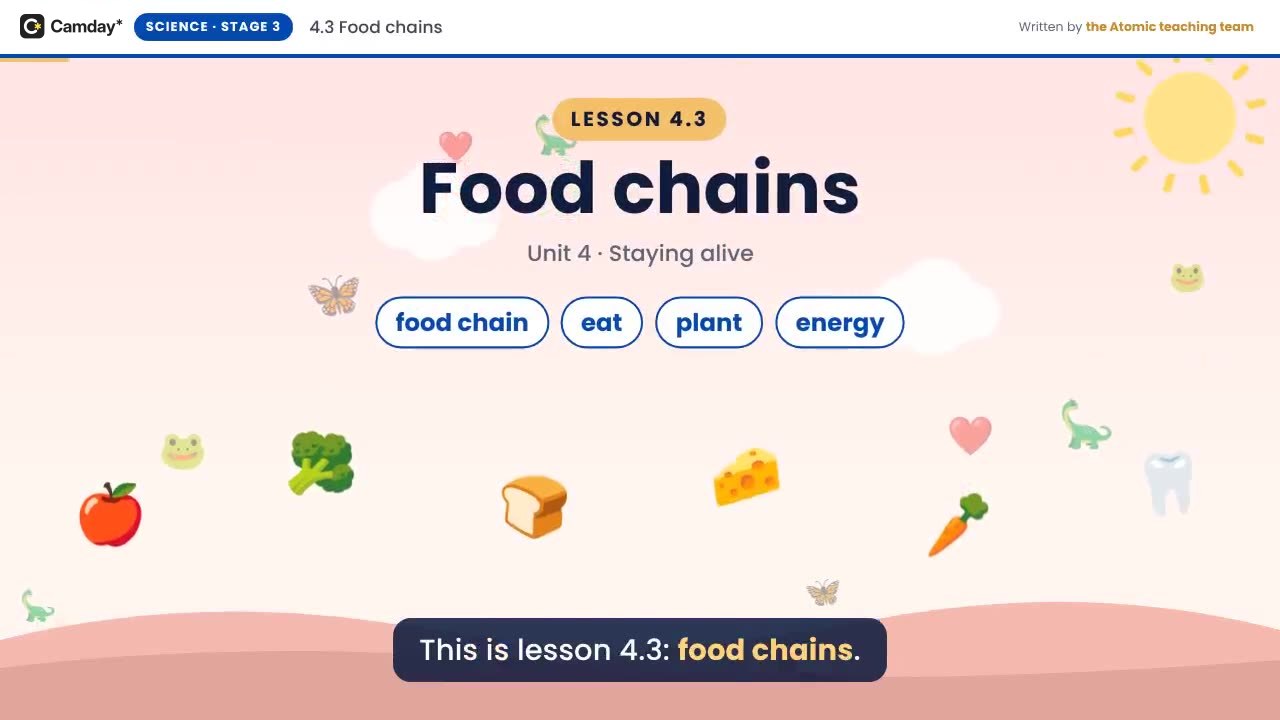 Camday*
SCIENCE · STAGE 3
4.3 Food chains
Written by the Atomic teaching team
LESSON 4.3
Food chains
Unit 4 · Staying alive
food chain
eat
plant
energy
This is lesson 4.3: food chains.